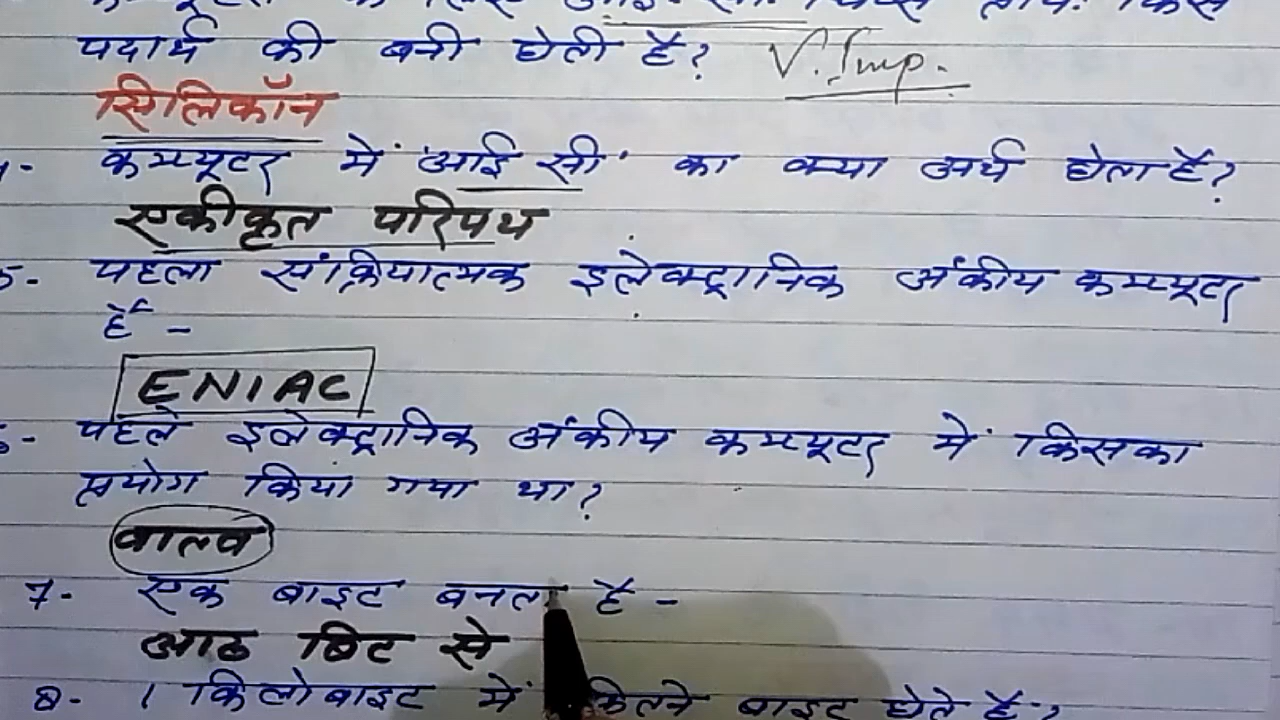 पदार्थ की बनी होती है? V. Imp.
सिलिकॉन
कम्प्यूटर में 'आई सी' का क्या अर्थ होता है?
एकीकृत परिपथ
5- पहला सांक्रियात्मक इलेक्ट्रानिक अंकीय कम्प्यूटर
है -
ENIAC
पहले इलेक्ट्रानिक अंकीय कम्प्यूटर में किसका
प्रयोग किया गया था?
वाल्व
7- एक बाइट बनता है -
आठ बिट से
8- 1 किलोबाइट में कितने बाइट होते है?